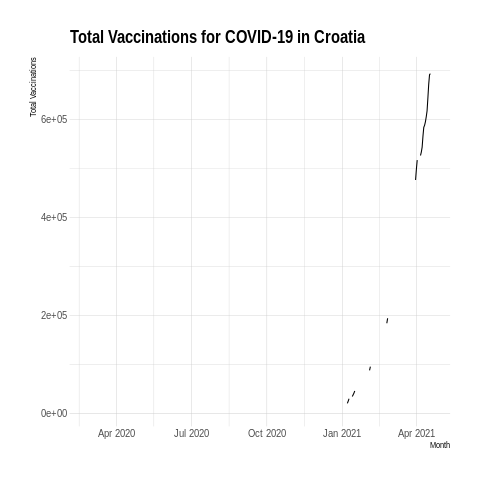 Total Vaccinations for COVID-19 in Croatia
Total Vaccinations
6e+05
4e+05
2e+05
0e+00
Apr 2020 Jul 2020 Oct 2020 Jan 2021 Apr 2021
Month